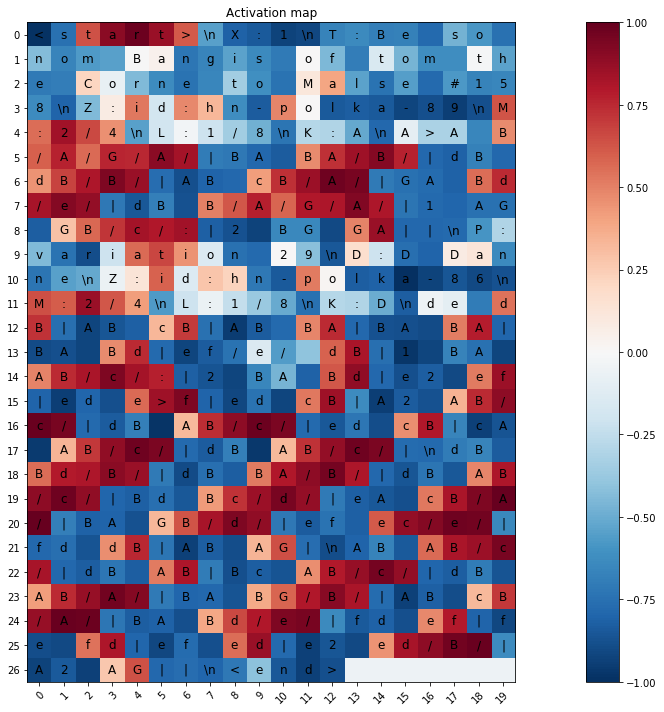 Activation map
0 < s t a r t > \n X : 1 \n T : B e s o
1 n o m B a n g i s o f t o m t h
2 e C o r n e t o M a l s e # 1 5
3 8 \n Z : i d : h n - p o l k a - 8 9 \n M
4 : 2 / 4 \n L : 1 / 8 \n K : A \n A > A B
5 / A / G / A / | B A B A / B / | d B
6 d B / B / | A B c B / A / | G A B d
7 / e / | d B B / A / G / A / | 1 A G
8 G B / c / : | 2 B G G A | | \n P :
9 v a r i a t i o n 2 9 \n D : D D a n
10 n e \n Z : i d : h n - p o l k a - 8 6 \n
11 M : 2 / 4 \n L : 1 / 8 \n K : D \n d e d
12 B | A B c B | A B B A | B A B A |
13 B A B d | e f / e / d B | 1 B A
14 A B / c / : | 2 B A B d | e 2 e f
15 | e d e > f | e d c B | A 2 A B /
16 c / | d B A B / c / | e d c B | c A
17 A B / c / | d B A B / c / | \n d B
18 B d / B / | d B B A / B / | d B A B
19 / c / | B d B c / d / | e A c B / A
20 / | B A G B / d / | e f e c / e / |
21 f d d B | A B A G | \n A B A B / c
22 / | d B A B | B c A B / c / | d B
23 A B / A / | B A B G / B / | A B c B
24 / A / | B A B d / e / | f d e f | f
25 e f d | e f e d | e 2 e d / B / |
26 A 2 A G | | \n < e n d >
0 1 2 3 4 5 6 7 8 9 10 11 12 13 14 15 16 17 18 19
1.00
0.75
0.50
0.25
0.00
−0.25
−0.50
−0.75
−1.00